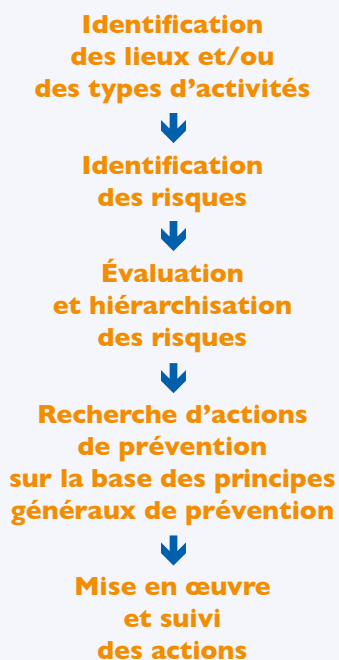 Identification
des lieux et/ou
des types d’activités
Identification
des risques
Évaluation
et hiérarchisation
des risques
Recherche d’actions
de prévention
sur la base des principes
généraux de prévention
Mise en œuvre
et suivi
des actions